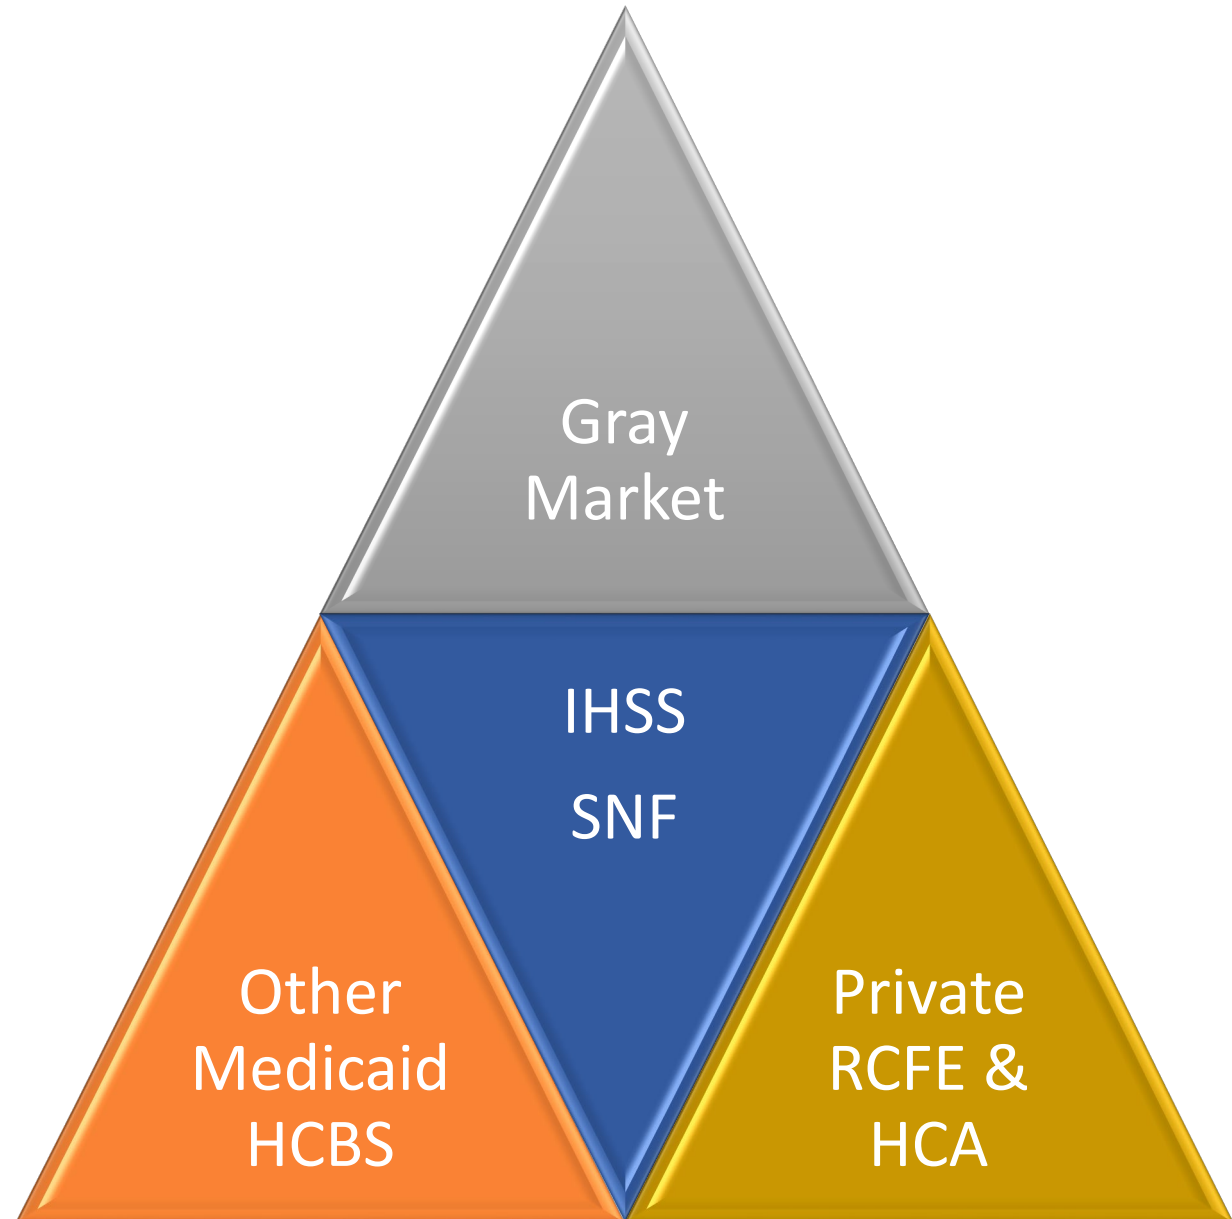 Gray
Market
IHSS
SNF
Other
Medicaid
HCBS
Private
RCFE &
HCA